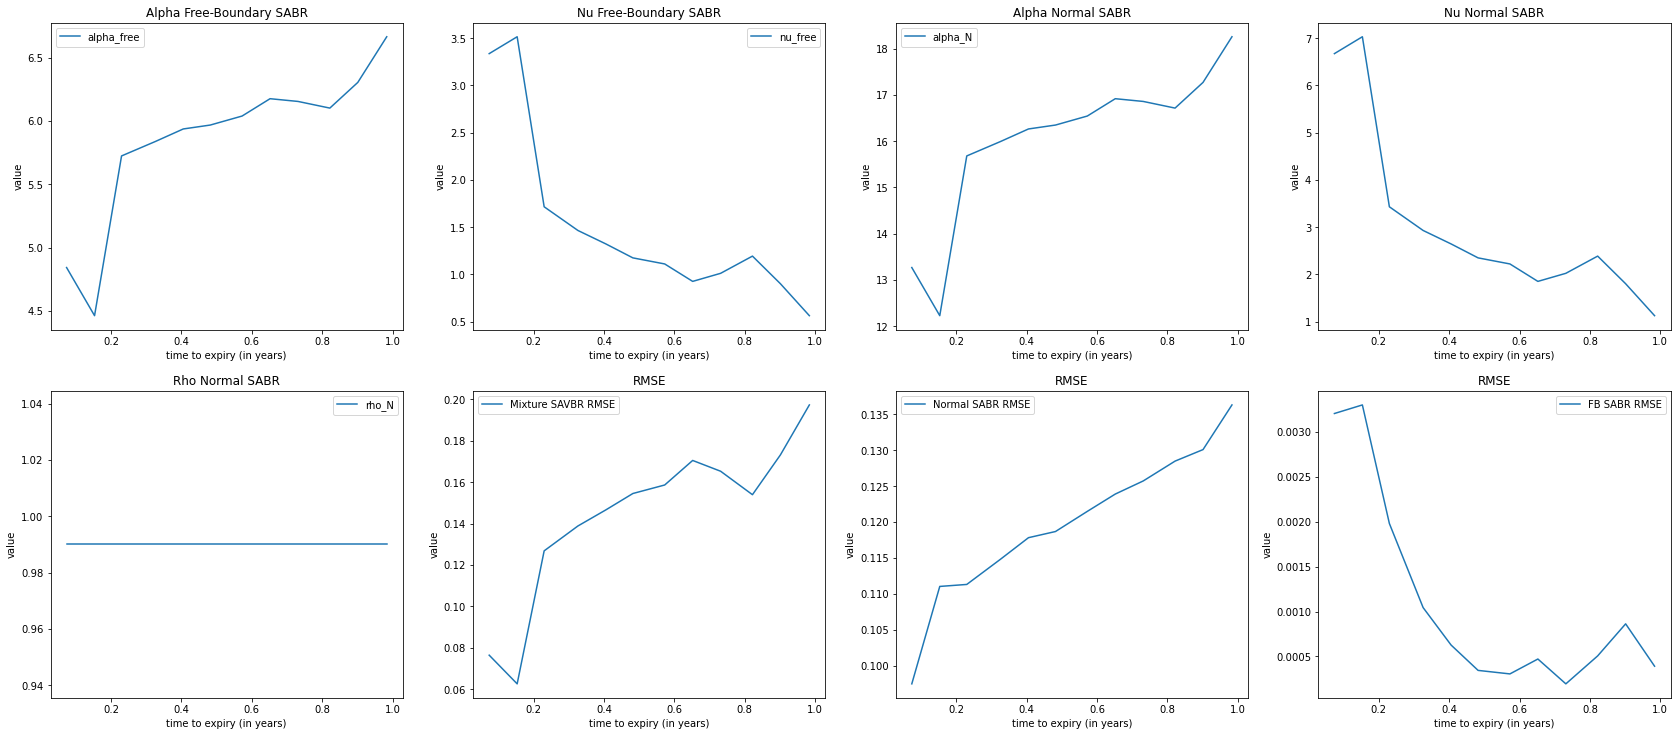 Alpha Free-Boundary SABR
alpha_free
value
6.5
6.0
5.5
5.0
4.5
0.2 0.4 0.6 0.8 1.0
time to expiry (in years)
Nu Free-Boundary SABR
nu_free
value
3.5
3.0
2.5
2.0
1.5
1.0
0.5
0.2 0.4 0.6 0.8 1.0
time to expiry (in years)
Alpha Normal SABR
alpha_N
value
18
17
16
15
14
13
12
0.2 0.4 0.6 0.8 1.0
time to expiry (in years)
Nu Normal SABR
value
7
6
5
4
3
2
1
0.2 0.4 0.6 0.8 1.0
time to expiry (in years)
Rho Normal SABR
rho_N
value
1.04
1.02
1.00
0.98
0.96
0.94
0.2 0.4 0.6 0.8 1.0
time to expiry (in years)
RMSE
Mixture SAVBR RMSE
value
0.20
0.18
0.16
0.14
0.12
0.10
0.08
0.06
0.2 0.4 0.6 0.8 1.0
time to expiry (in years)
RMSE
Normal SABR RMSE
value
0.135
0.130
0.125
0.120
0.115
0.110
0.105
0.100
0.2 0.4 0.6 0.8 1.0
time to expiry (in years)
RMSE
FB SABR RMSE
value
0.0030
0.0025
0.0020
0.0015
0.0010
0.0005
0.2 0.4 0.6 0.8 1.0
time to expiry (in years)